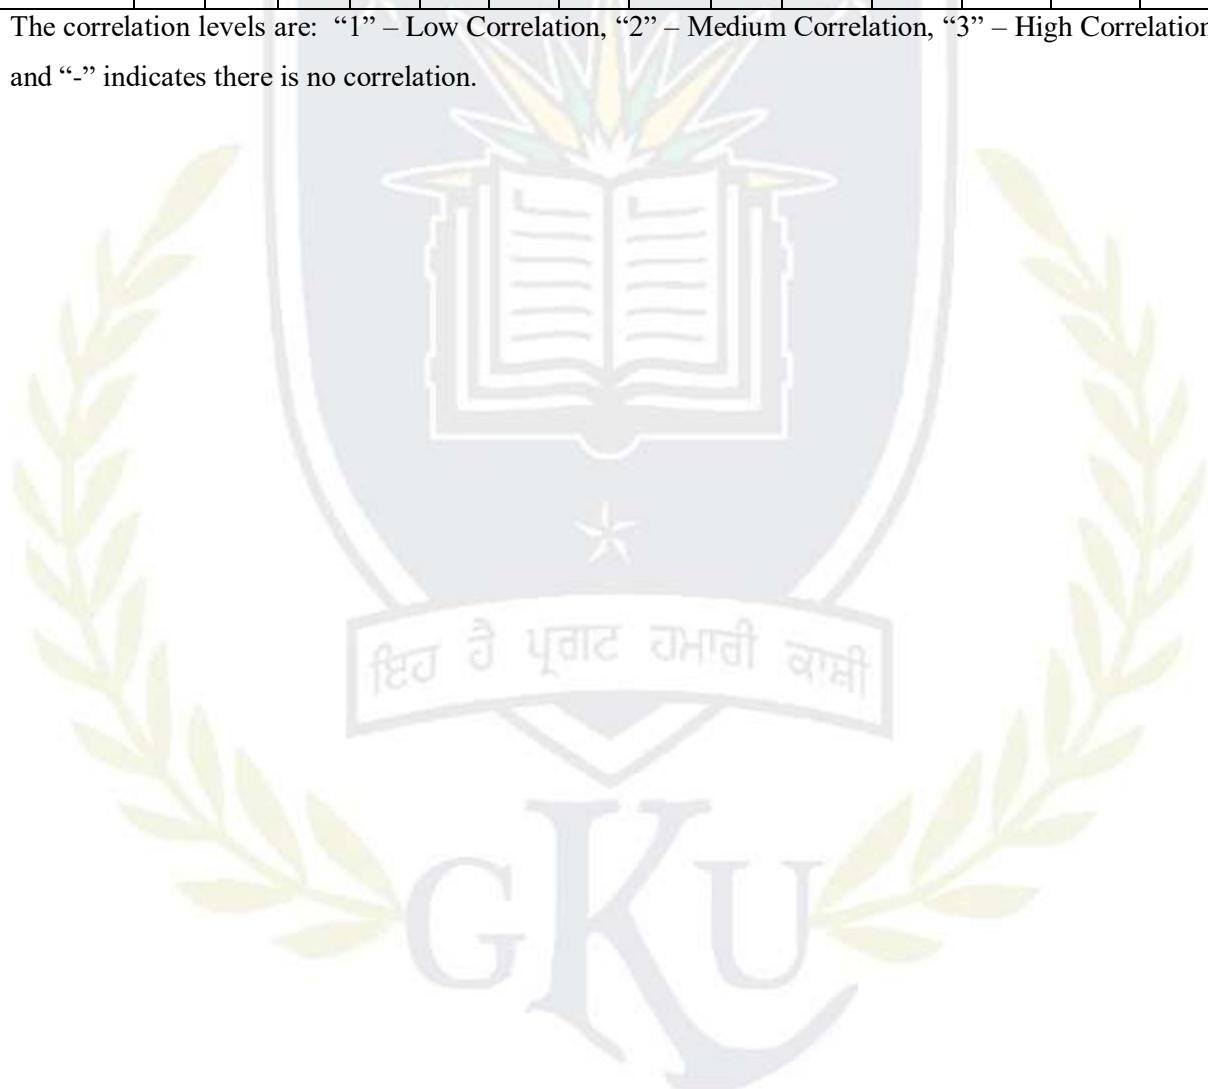 The correlation levels are: “1” – Low Correlation, “2” – Medium Correlation, “3” – High Correlation
and “-” indicates there is no correlation.
ਇਹ ਹੈ ਪ੍ਰਗਟ ਹਮਾਰੀ ਕਾਸ਼ੀ
GKU